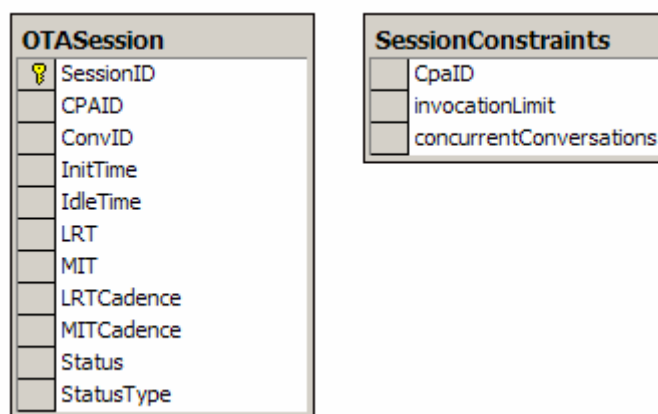 OTASession
SessionID
CPAID
ConvID
InitTime
IdleTime
LRT
MIT
LRTCadence
MITCadence
Status
StatusType
SessionConstraints
CpaID
invocationLimit
concurrentConversations